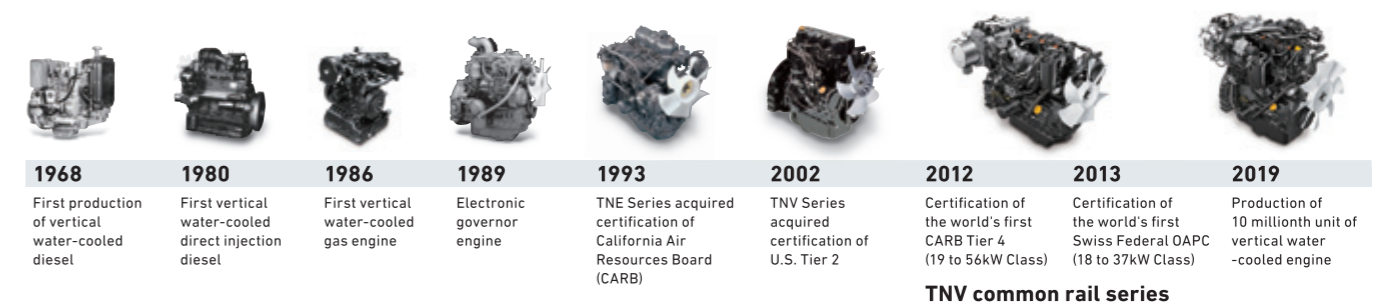 1968
First production
of vertical
water-cooled
diesel
1980
First vertical
water-cooled
direct injection
diesel
1986
First vertical
water-cooled
gas engine
1989
Electronic
governor
engine
1993
TNE Series acquired
certification of
California Air
Resources Board
(CARB)
2002
TNV Series
acquired
certification of
U.S. Tier 2
2012
Certification of
the world's first
CARB Tier 4
(19 to 56kW Class)
2013
Certification of
the world's first
Swiss Federal OAPC
(18 to 37kW Class)
TNV common rail series
2019
Production of
10 millionth unit of
vertical water
-cooled engine